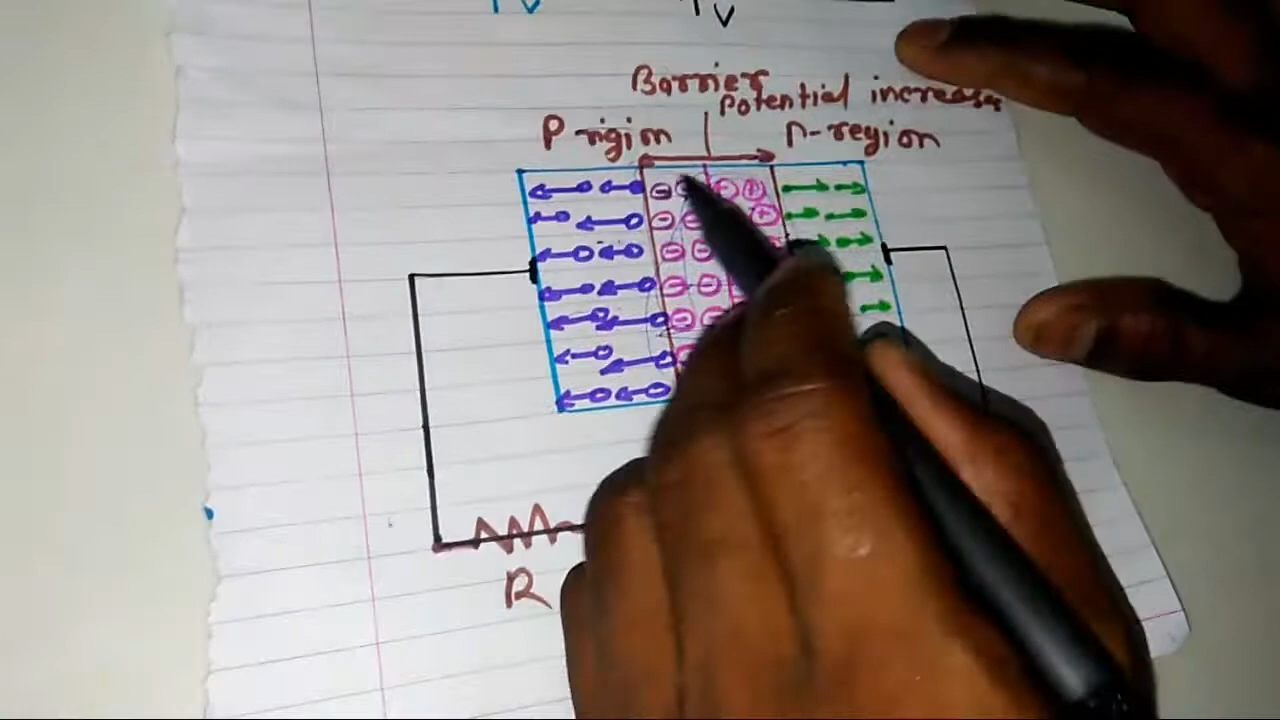 V V
Barrier
Potential increases
P rigion n-region
R